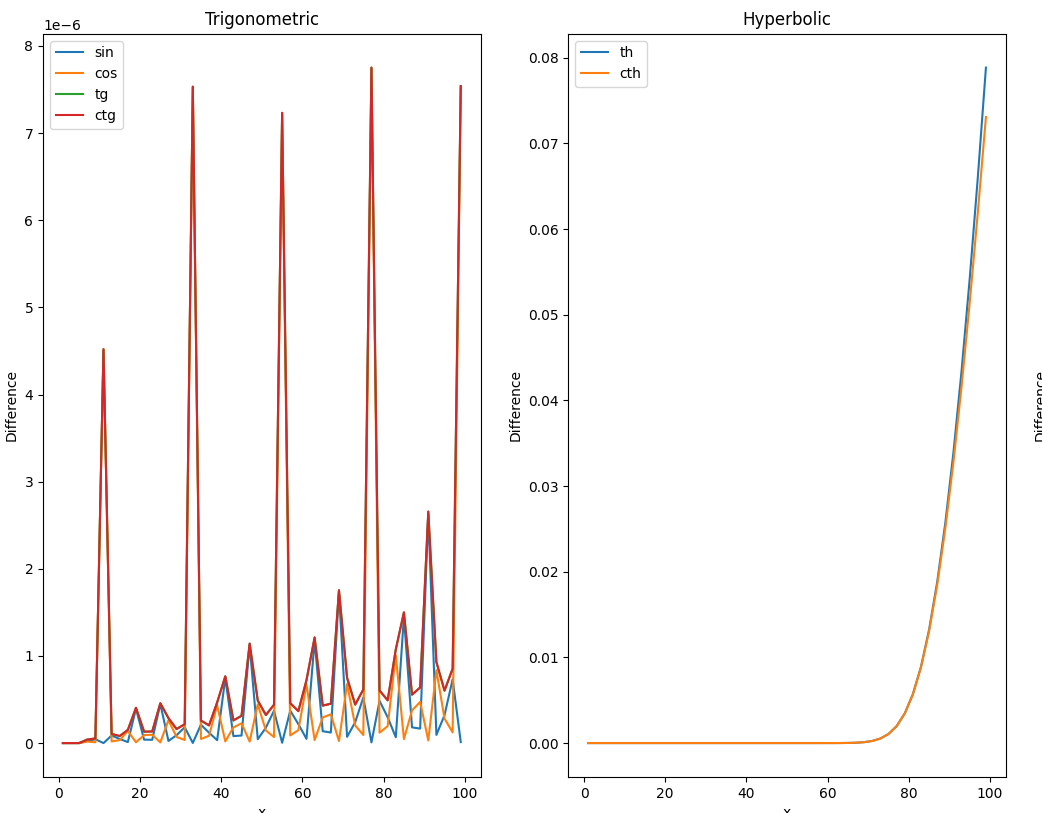 Trigonometric
1e−6
8
7
6
5
4
3
2
1
0
Difference
sin
cos
tg
ctg
0
20
40
60
80
100
x
Hyperbolic
0.08
0.07
0.06
0.05
0.04
0.03
0.02
0.01
0.00
Difference
th
cth
0
20
40
60
80
100
x
Difference